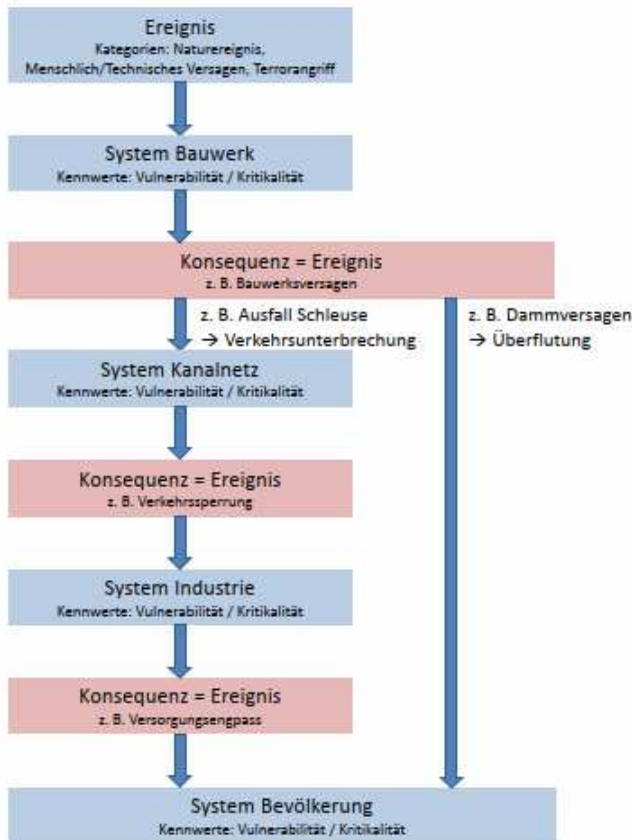 Ereignis
Kategorien: Naturereignis,
Menschlich/Technisches Versagen, Terrorangriff
System Bauwerk
Kennwerte: Vulnerabilität / Kritikalität
Konsequenz = Ereignis
z. B. Bauwerksversagen
z. B. Ausfall Schleuse
→ Verkehrsunterbrechung
z. B. Dammversagen
→ Überflutung
System Kanalnetz
Kennwerte: Vulnerabilität / Kritikalität
Konsequenz = Ereignis
z. B. Verkehrssperrung
System Industrie
Kennwerte: Vulnerabilität / Kritikalität
Konsequenz = Ereignis
z. B. Versorgungsengpass
System Bevölkerung
Kennwerte: Vulnerabilität / Kritikalität